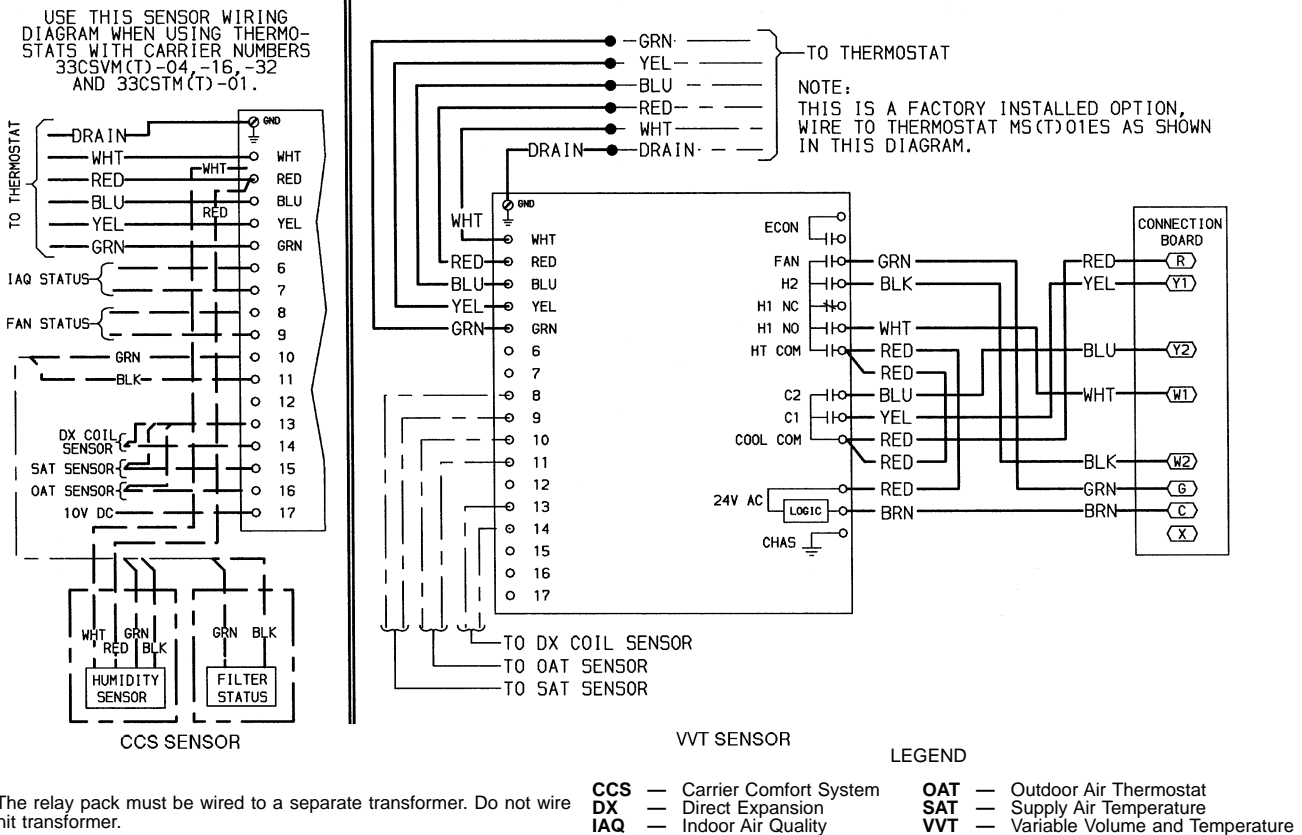 USE THIS SENSOR WIRING
DIAGRAM WHEN USING THERMO-
STATS WITH CARRIER NUMBERS
33CSVM(T)-04,-16,-32
AND 33CSTM(T)-01.
TO THERMOSTAT
DRAIN
WHT
RED
BLU
YEL
GRN
WHT
RED
GND
WHT
RED
BLU
YEL
GRN
6
7
8
9
10
11
12
13
14
15
16
17
IAQ STATUS
FAN STATUS
GRN
BLK
DX COIL
SENSOR
SAT SENSOR
OAT SENSOR
10V DC
WHT
RED
GRN
BLK
GRN
BLK
HUMIDITY
SENSOR
FILTER
STATUS
CCS SENSOR
GRN
YEL
BLU
RED
WHT
DRAIN
DRAIN
TO THERMOSTAT
NOTE:
THIS IS A FACTORY INSTALLED OPTION,
WIRE TO THERMOSTAT MS(T)01ES AS SHOWN
IN THIS DIAGRAM.
WHT
RED
BLU
YEL
GRN
GND
WHT
RED
BLU
YEL
GRN
6
7
8
9
10
11
12
13
14
15
16
17
ECON
FAN
H2
H1 NC
H1 NO
HT COM
C2
C1
COOL COM
24V AC
LOGIC
CHAS
GRN
BLK
WHT
RED
RED
BLU
YEL
RED
RED
RED
BRN
CONNECTION
BOARD
RED R
YEL Y1
BLU Y2
WHT W1
BLK W2
GRN G
BRN C
X
TO DX COIL SENSOR
TO OAT SENSOR
TO SAT SENSOR
VVT SENSOR
LEGEND
The relay pack must be wired to a separate transformer. Do not wire
transformer.
CCS — Carrier Comfort System
DX — Direct Expansion
IAQ — Indoor Air Quality
OAT — Outdoor Air Thermostat
SAT — Supply Air Temperature
VVT — Variable Volume and Temperature